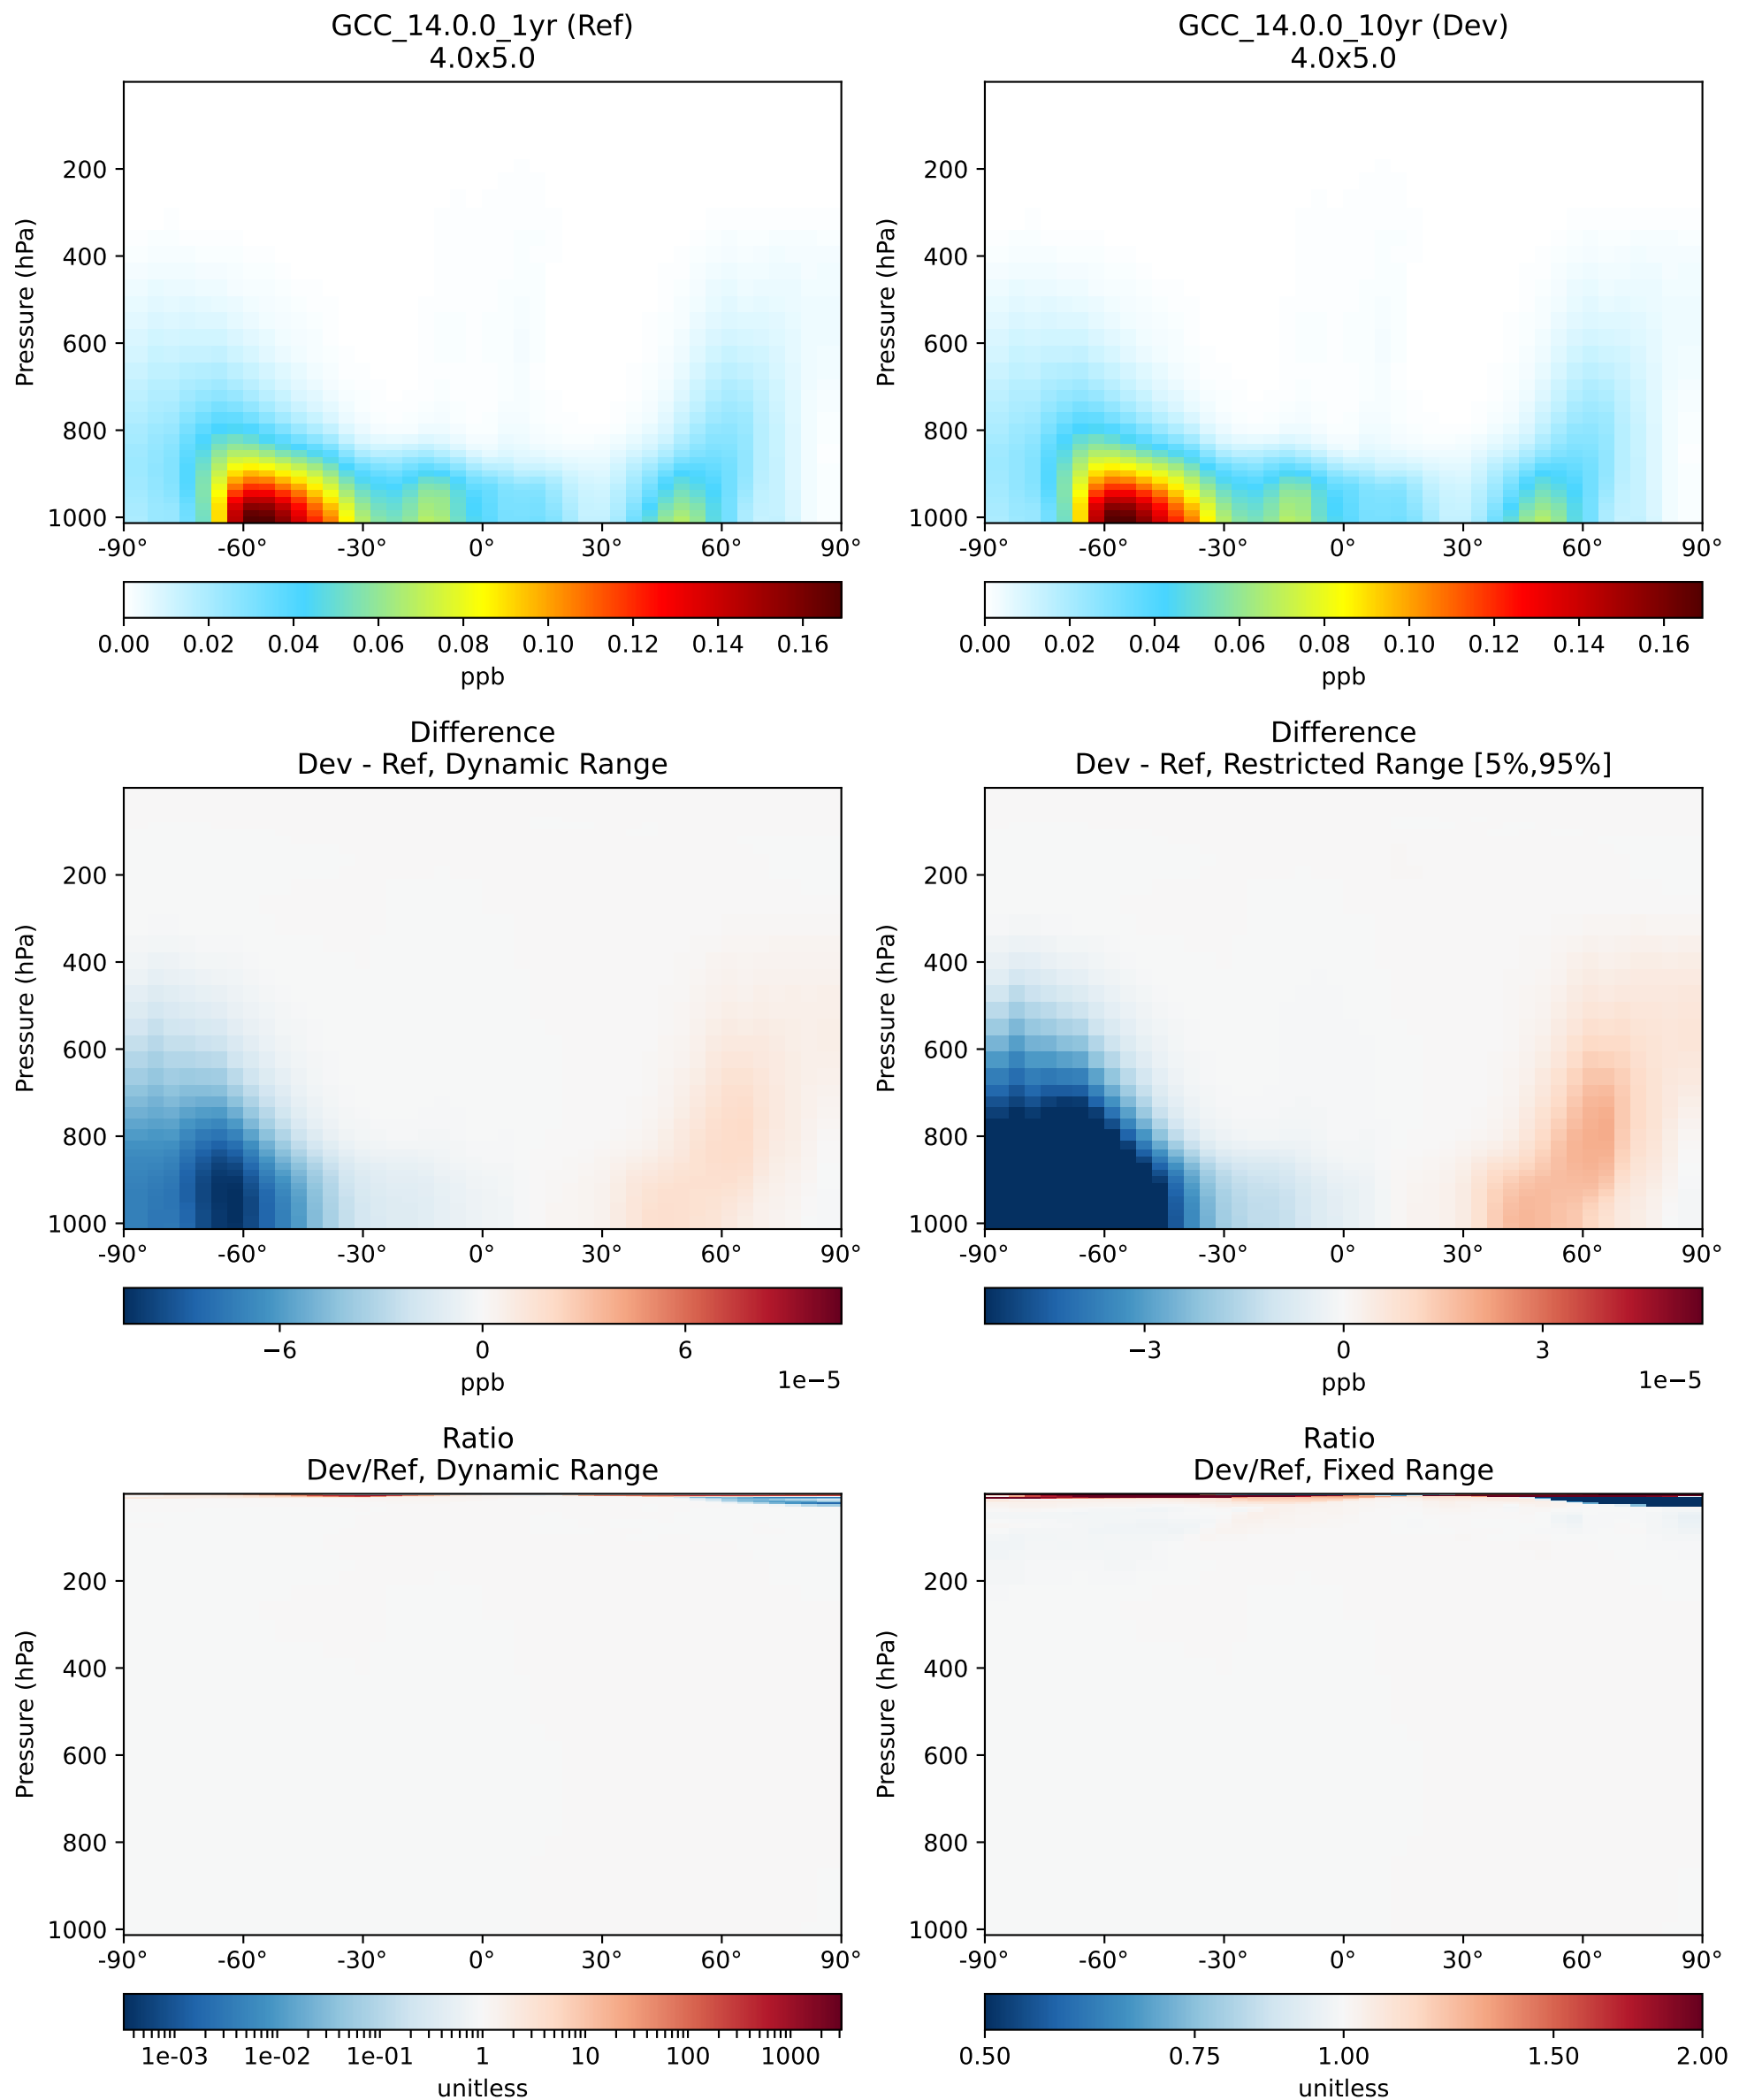 GCC_14.0.0_1yr (Ref)
4.0x5.0
Pressure (hPa)
200
400
600
800
1000
-90° -60° -30° 0° 30° 60° 90°
0.00 0.02 0.04 0.06 0.08 0.10 0.12 0.14 0.16
ppb
GCC_14.0.0_10yr (Dev)
4.0x5.0
Pressure (hPa)
200
400
600
800
1000
-90° -60° -30° 0° 30° 60° 90°
0.00 0.02 0.04 0.06 0.08 0.10 0.12 0.14 0.16
ppb
Difference
Dev - Ref, Dynamic Range
Pressure (hPa)
200
400
600
800
1000
-90° -60° -30° 0° 30° 60° 90°
−6 0 6
ppb
1e−5
Difference
Dev - Ref, Restricted Range [5%,95%]
Pressure (hPa)
200
400
600
800
1000
-90° -60° -30° 0° 30° 60° 90°
−3 0 3
ppb
1e−5
Ratio
Dev/Ref, Dynamic Range
Pressure (hPa)
200
400
600
800
1000
-90° -60° -30° 0° 30° 60° 90°
1e-03 1e-02 1e-01 1 10 100 1000
unitless
Ratio
Dev/Ref, Fixed Range
Pressure (hPa)
200
400
600
800
1000
-90° -60° -30° 0° 30° 60° 90°
0.50 0.75 1.00 1.50 2.00
unitless